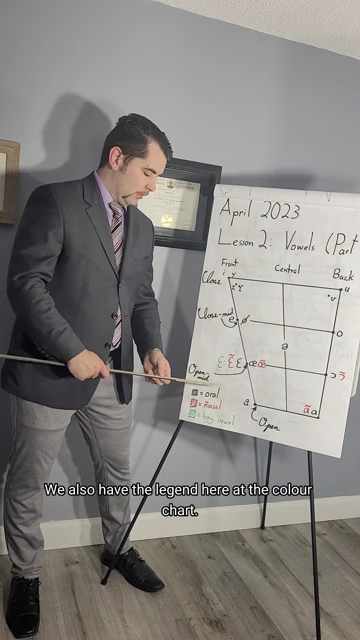 April 2023
Lesson 2: Vowels (Part
Front Central Back
Close i y u
ɪ ʏ ʊ
Close-mid e ø o
ə
Open-mid ɛː ɛ̃ ɛ œ œ̃ ɔ ɔ̃
a ɑ̃ ɑ
Open
= oral
= nasal
= long vowel
We also have the legend here at the colour
chart.